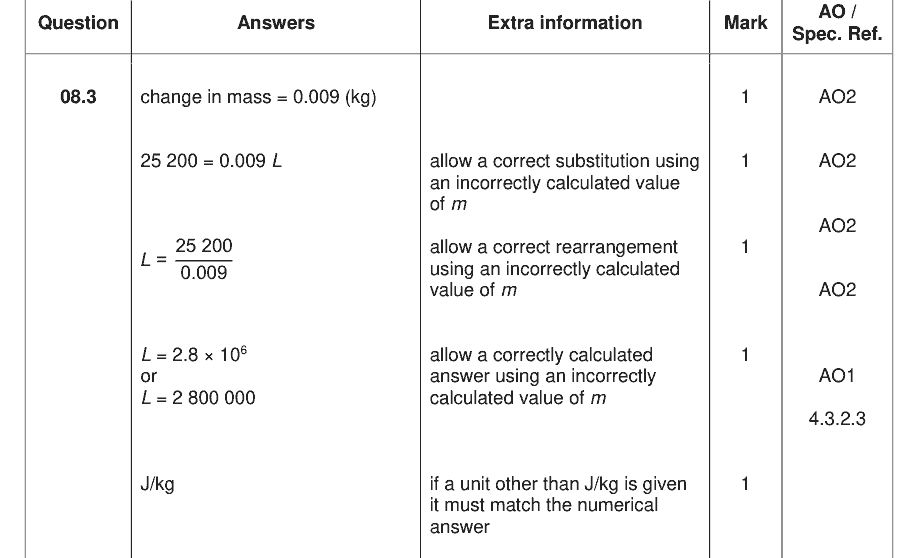 Question Answers Extra information Mark AO /
Spec. Ref.
08.3 change in mass = 0.009 (kg) 1 AO2
25 200 = 0.009 L allow a correct substitution using 1 AO2
an incorrectly calculated value
of m
AO2
L = 25 200 / 0.009 allow a correct rearrangement 1
using an incorrectly calculated
value of m AO2
L = 2.8 × 10⁶ allow a correctly calculated 1
or answer using an incorrectly AO1
L = 2 800 000 calculated value of m
4.3.2.3
J/kg if a unit other than J/kg is given 1
it must match the numerical
answer